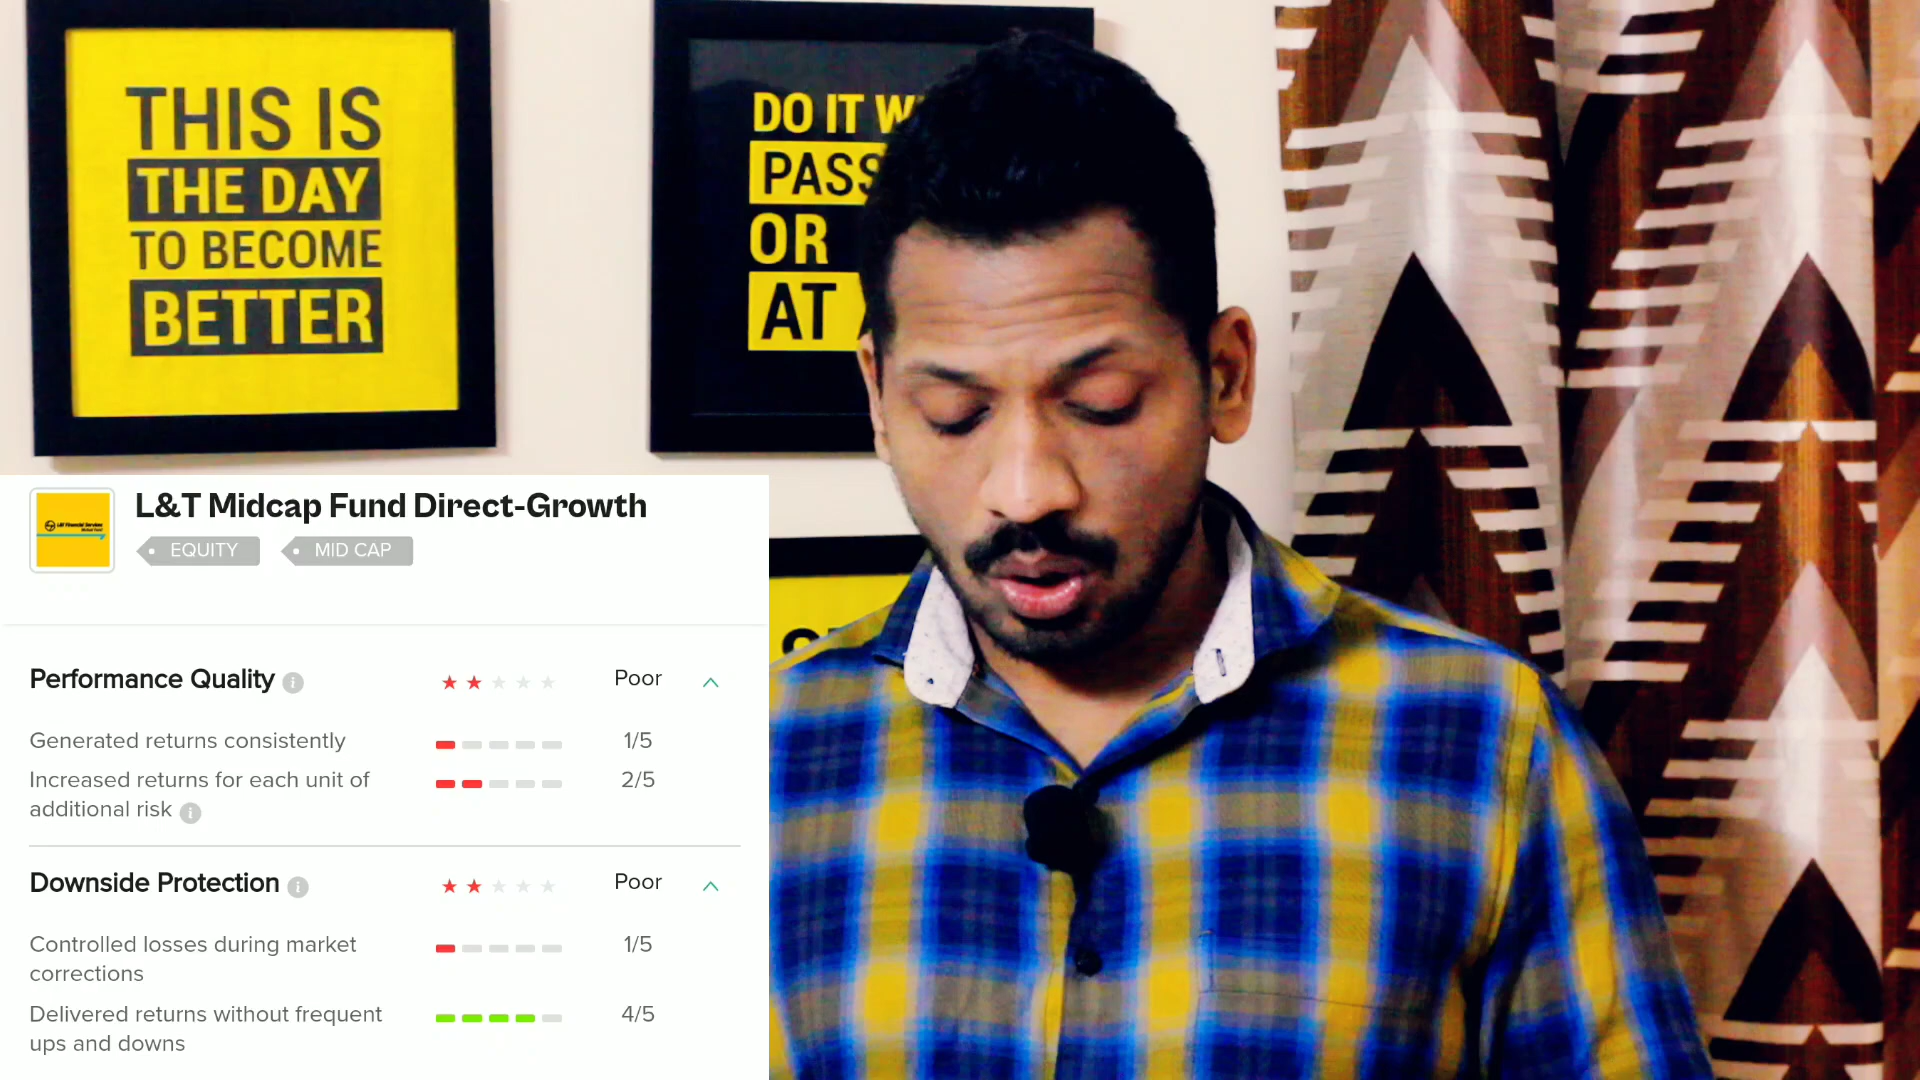 THIS IS
THE DAY
TO BECOME
BETTER
DO IT
OR
AT
L&T Midcap Fund Direct-Growth
EQUITY
MID CAP
Performance Quality
Poor
Generated returns consistently
1/5
Increased returns for each unit of
additional risk
2/5
Downside Protection
Poor
Controlled losses during market
corrections
1/5
Delivered returns without frequent
ups and downs
4/5